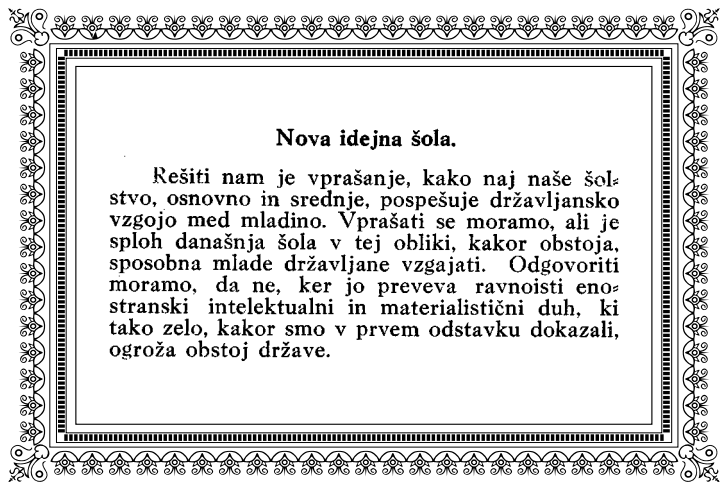 Nova idejna šola.
Rešiti nam je vprašanje, kako naj naše šol-
stvo, osnovno in srednje, pospešuje državljansko
vzgojo med mladino. Vprašati se moramo, ali je
sploh današnja šola v tej obliki, kakor obstoja,
sposobna mlade državljane vzgajati. Odgovoriti
moramo, da ne, ker jo preveva ravnoisti eno-
stranski intelektualni in materialistični duh, ki
tako zelo, kakor smo v prvem odstavku dokazali,
ogroža obstoj države.